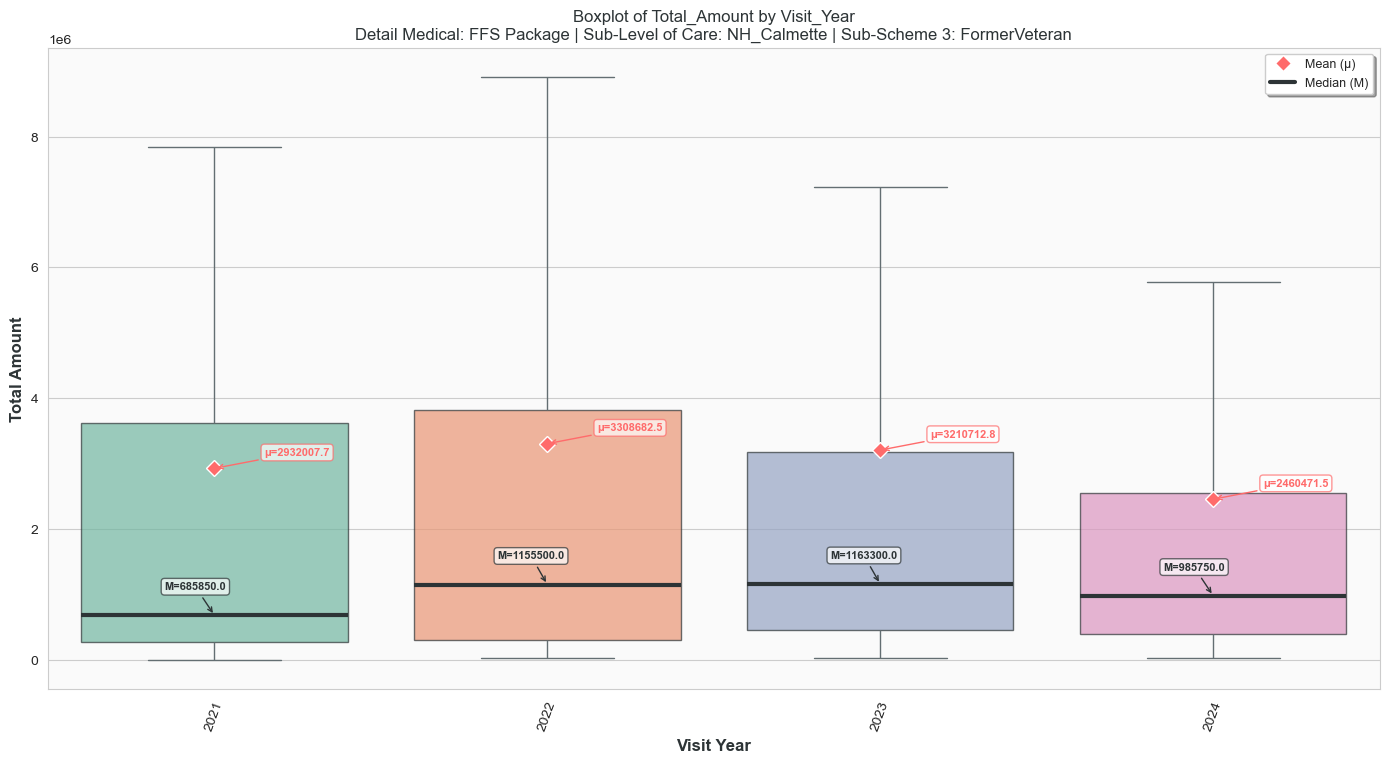 Boxplot of Total_Amount by Visit_Year
Detail Medical: FFS Package | Sub-Level of Care: NH_Calmette | Sub-Scheme 3: FormerVeteran
1e6
Mean (μ)
Median (M)
8
6
4
2
0
Total Amount
μ=2932007.7
μ=3308682.5
μ=3210712.8
μ=2460471.5
M=685850.0
M=1155500.0
M=1163300.0
M=985750.0
2021
2022
2023
2024
Visit Year